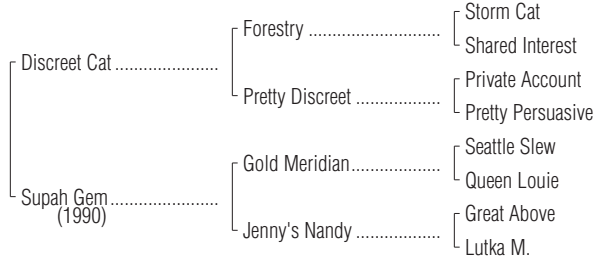 Storm Cat
Forestry ............................
Shared Interest
Discreet Cat ......................
Private Account
Pretty Discreet ..................
Pretty Persuasive
Seattle Slew
Gold Meridian...................
Queen Louie
Supah Gem.......................
(1990)
Great Above
Jenny's Nandy ..................
Lutka M.